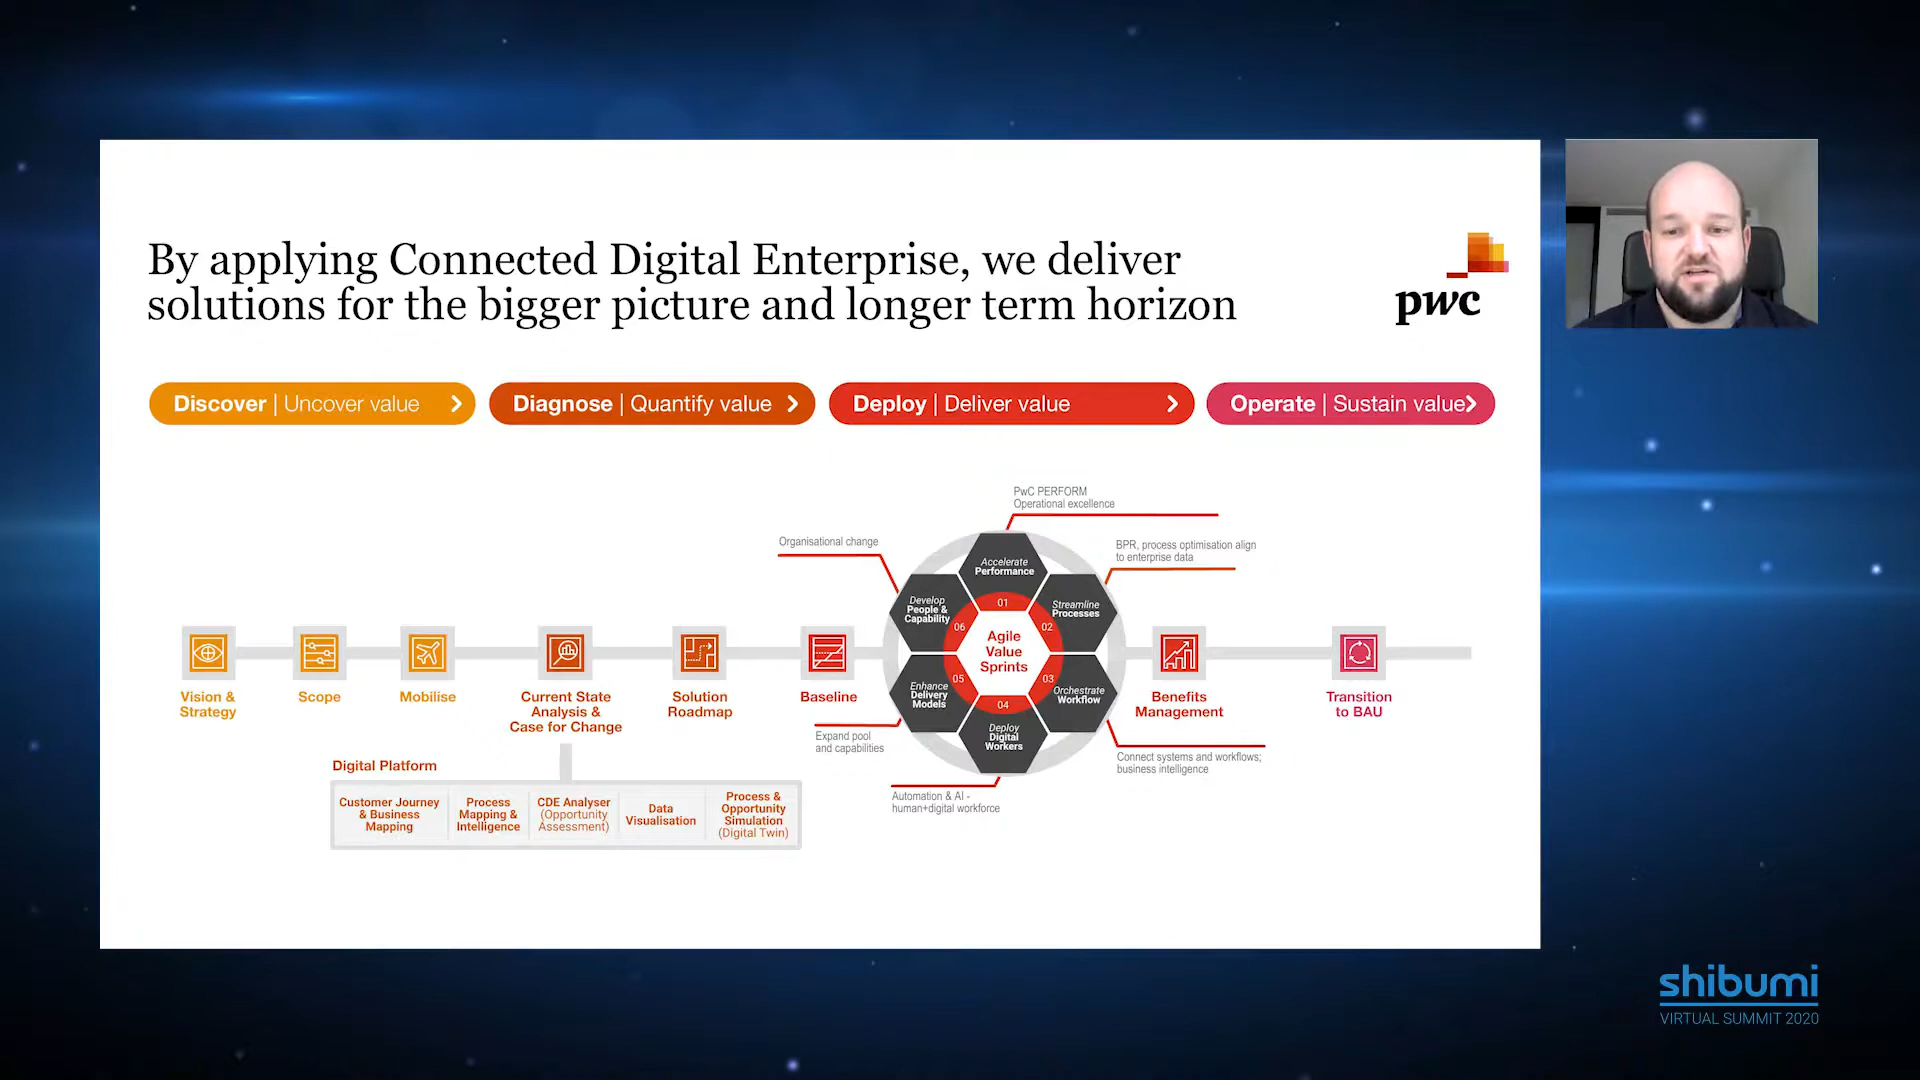 By applying Connected Digital Enterprise, we deliver
solutions for the bigger picture and longer term horizon
pwc
Discover | Uncover value
Diagnose | Quantify value
Deploy | Deliver value
Operate | Sustain value
PwC PERFORM
Operational excellence
Organisational change
BPR, process optimisation align
to enterprise data
Accelerate
Performance
Develop
People &
Capability
Streamline
Processes
01
02
03
04
05
06
Agile
Value
Sprints
Enhance
Delivery
Models
Orchestrate
Workflow
Deploy
Digital
Workers
Vision &
Strategy
Scope
Mobilise
Current State
Analysis &
Case for Change
Solution
Roadmap
Baseline
Benefits
Management
Transition
to BAU
Expand pool
and capabilities
Connect systems and workflows;
business intelligence
Automation & AI -
human+digital workforce
Digital Platform
Customer Journey
& Business
Mapping
Process
Mapping &
Intelligence
CDE Analyser
(Opportunity
Assessment)
Data
Visualisation
Process &
Opportunity
Simulation
(Digital Twin)
shibumi
VIRTUAL SUMMIT 2020